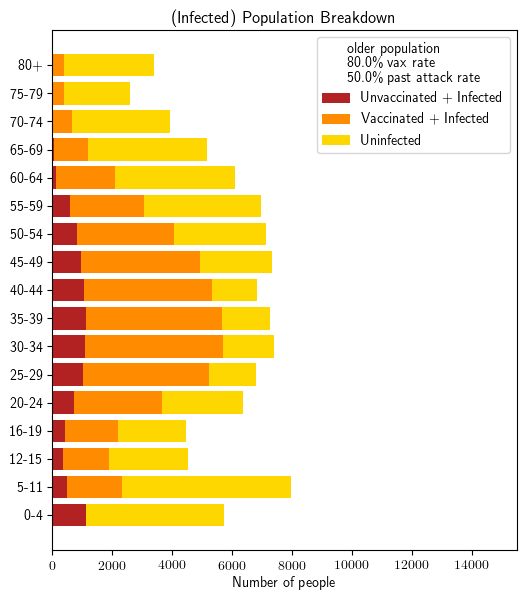 (Infected) Population Breakdown
older population
80.0% vax rate
50.0% past attack rate
Unvaccinated + Infected
Vaccinated + Infected
Uninfected
80+
75-79
70-74
65-69
60-64
55-59
50-54
45-49
40-44
35-39
30-34
25-29
20-24
16-19
12-15
5-11
0-4
0 2000 4000 6000 8000 10000 12000 14000
Number of people